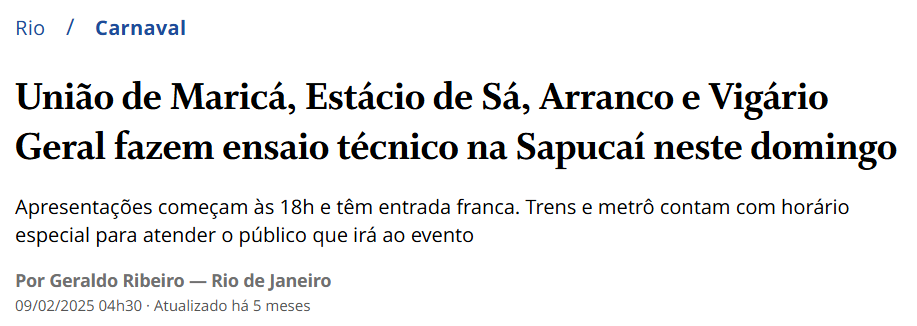 Rio / Carnaval
União de Maricá, Estácio de Sá, Arranco e Vigário
Geral fazem ensaio técnico na Sapucaí neste domingo
Apresentações começam às 18h e têm entrada franca. Trens e metrô contam com horário
especial para atender o público que irá ao evento
Por Geraldo Ribeiro — Rio de Janeiro
09/02/2025 04h30 · Atualizado há 5 meses